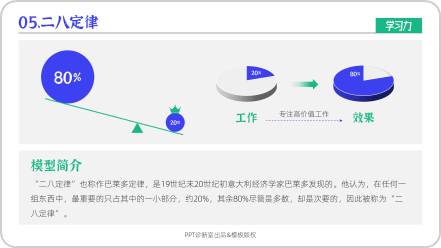 05.二八定律
学习力
80%
20%
20%
80%
工作
专注高价值工作
效果
模型简介
“二八定律”也称作巴莱多定律，是19世纪末20世纪初意大利经济学家巴莱多发现的。他认为，在任何一
组东西中，最重要的只占其中的一小部分，约20%，其余80%尽管是多数，却是次要的，因此被称为“二
八定律”。
PPT诊断室出品&模板版权